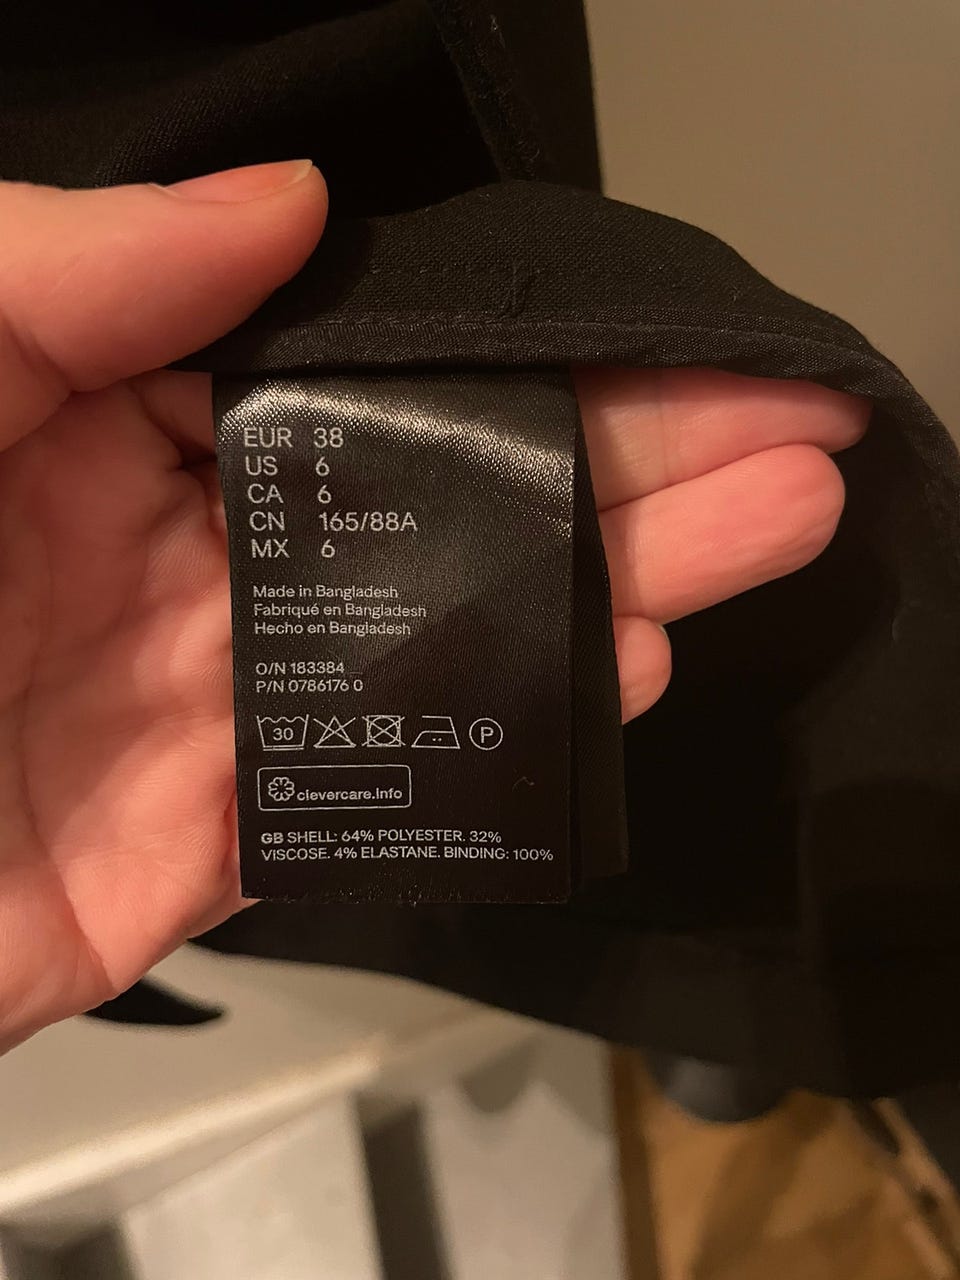 EUR 38
US 6
CA 6
CN 165/88A
MX 6
Made in Bangladesh
Fabriqué en Bangladesh
Hecho en Bangladesh
O/N 183384
P/N 0786176 0
30 P
clevercare.info
GB SHELL: 64% POLYESTER. 32%
VISCOSE. 4% ELASTANE. BINDING: 100%